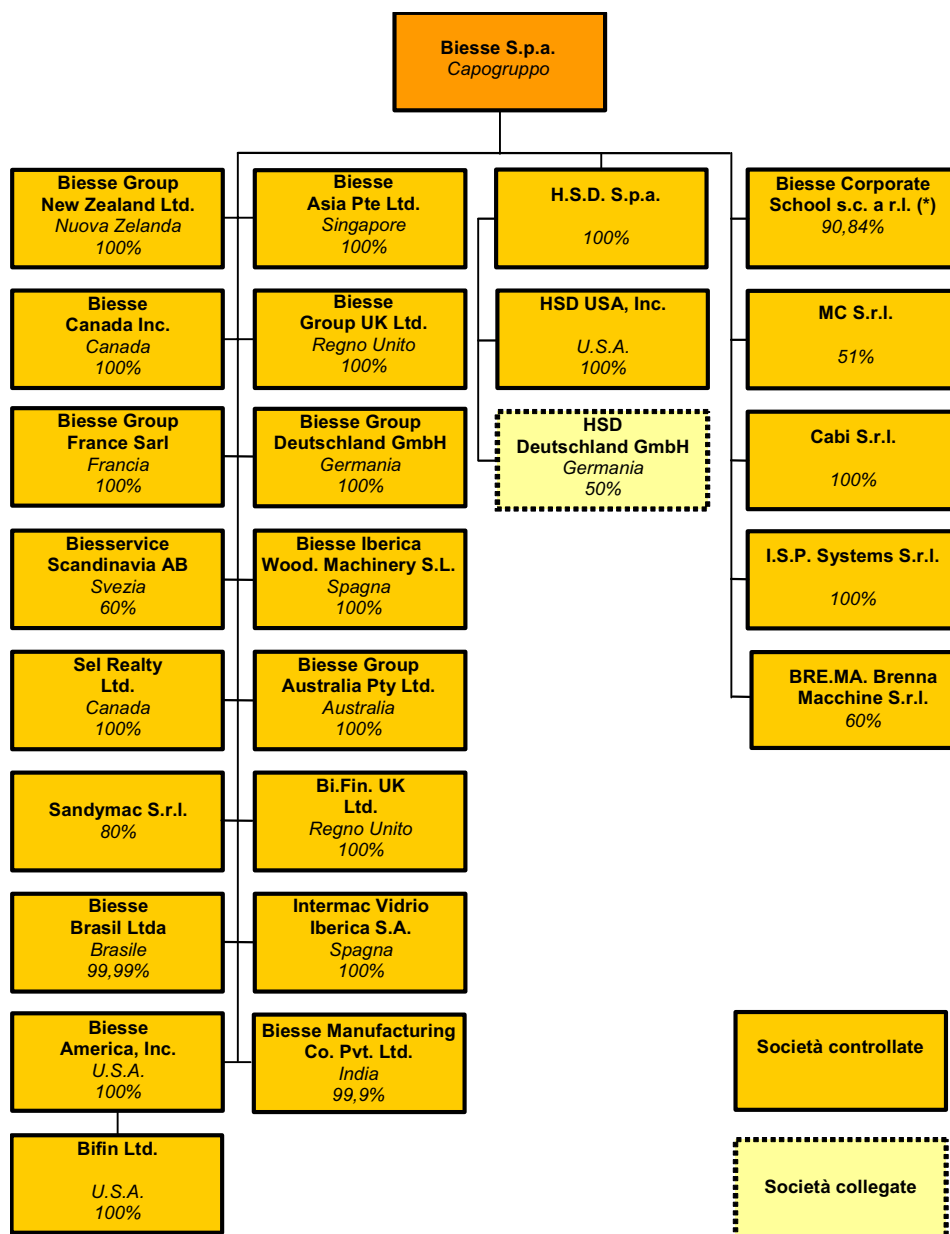 Biesse S.p.a.
Capogruppo
Biesse Group
New Zealand Ltd.
Nuova Zelanda
100%
Biesse
Asia Pte Ltd.
Singapore
100%
H.S.D. S.p.a.
100%
Biesse Corporate
School s.c. a r.l. (*)
90,84%
Biesse
Canada Inc.
Canada
100%
Biesse
Group UK Ltd.
Regno Unito
100%
HSD USA, Inc.
U.S.A.
100%
MC S.r.l.
51%
Biesse Group
France Sarl
Francia
100%
Biesse Group
Deutschland GmbH
Germania
100%
HSD
Deutschland GmbH
Germania
50%
Cabi S.r.l.
100%
Biesservice
Scandinavia AB
Svezia
60%
Biesse Iberica
Wood. Machinery S.L.
Spagna
100%
I.S.P. Systems S.r.l.
100%
Sel Realty
Ltd.
Canada
100%
Biesse Group
Australia Pty Ltd.
Australia
100%
BRE.MA. Brenna
Macchine S.r.l.
60%
Sandymac S.r.l.
80%
Bi.Fin. UK
Ltd.
Regno Unito
100%
Biesse
Brasil Ltda
Brasile
99,99%
Intermac Vidrio
Iberica S.A.
Spagna
100%
Biesse
America, Inc.
U.S.A.
100%
Biesse Manufacturing
Co. Pvt. Ltd.
India
99,9%
Società controllate
Bifin Ltd.
U.S.A.
100%
Società collegate